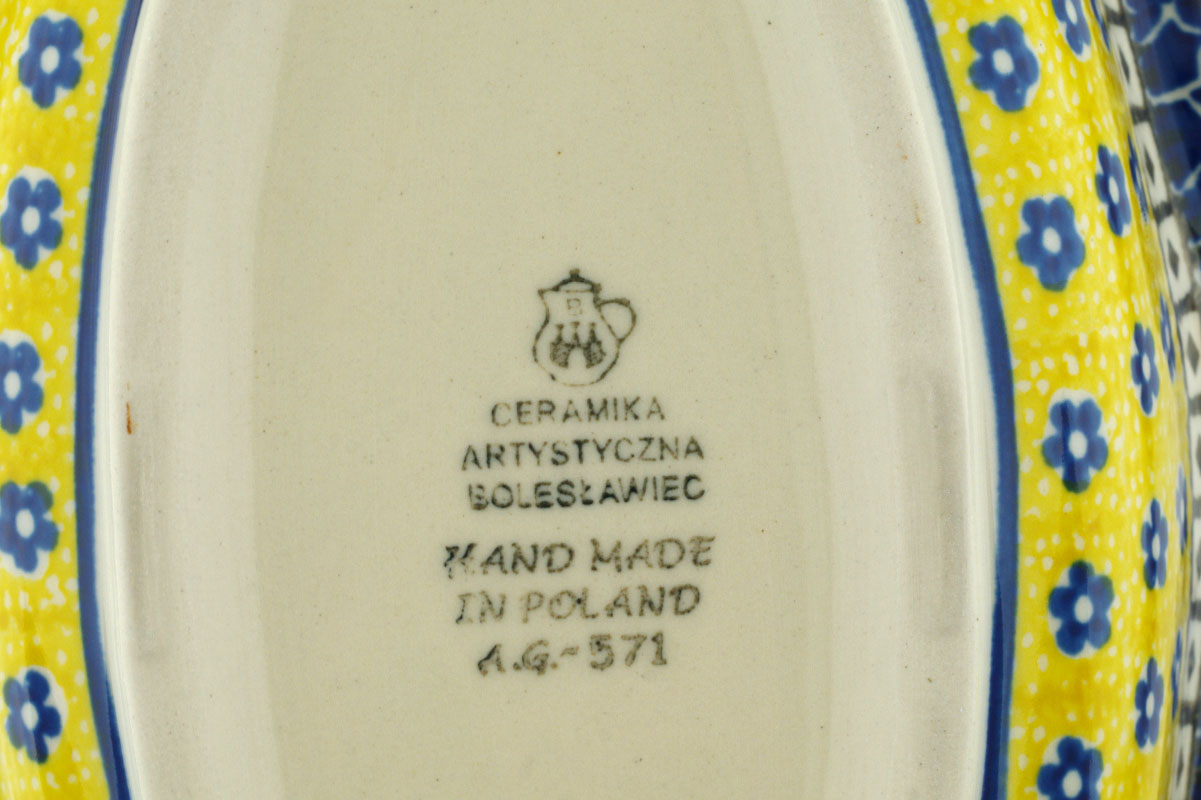 B
CERAMIKA
ARTYSTYCZNA
BOLESŁAWIEC
HAND MADE
IN POLAND
A.G.-571